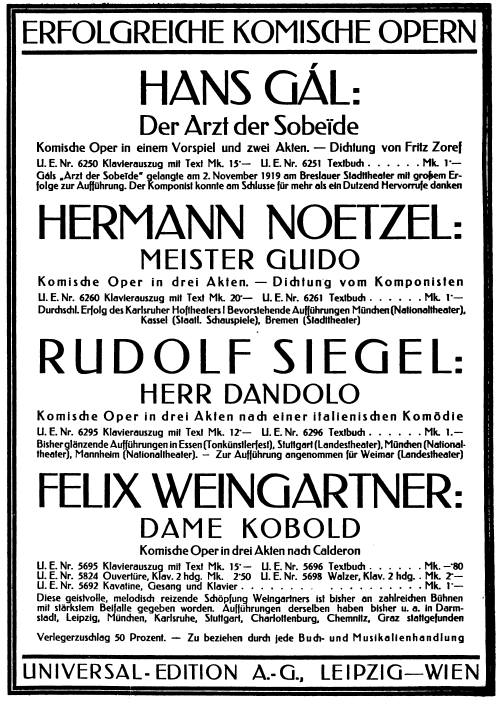 ERFOLGREICHE KOMISCHE OPERN
HANS GÁL:
Der Arzt der Sobeïde
Komische Oper in einem Vorspiel und zwei Akten. — Dichtung von Fritz Zoref
U. E. Nr. 6250 Klavierauszug mit Text Mk. 15·— U. E. Nr. 6251 Textbuch . . . . . . Mk. 1·—
Gáls „Arzt der Sobeïde" gelangte am 2. November 1919 am Breslauer Stadttheater mit großem Er-
folge zur Aufführung. Der Komponist konnte am Schlusse für mehr als ein Dutzend Hervorrufe danken
HERMANN NOETZEL:
MEISTER GUIDO
Komische Oper in drei Akten. — Dichtung vom Komponisten
U. E. Nr. 6260 Klavierauszug mit Text Mk. 20·— U. E. Nr. 6261 Textbuch . . . . . . Mk. 1·—
Durchschl. Erfolg des Karlsruher Hoftheaters! Bevorstehende Aufführungen München (Nationaltheater),
Kassel (Staatl. Schauspiele), Bremen (Stadttheater)
RUDOLF SIEGEL:
HERR DANDOLO
Komische Oper in drei Akten nach einer italienischen Komödie
U. E. Nr. 6295 Klavierauszug mit Text Mk. 12·— U. E. Nr. 6296 Textbuch . . . . . . Mk. 1.—
Bisher glänzende Aufführungen in Essen (Tonkünstlerfest), Stuttgart (Landestheater), München (National-
theater), Mannheim (Nationaltheater). — Zur Aufführung angenommen für Weimar (Landestheater)
FELIX WEINGARTNER:
DAME KOBOLD
Komische Oper in drei Akten nach Calderon
U. E. Nr. 5695 Klavierauszug mit Text Mk. 15·— U. E. Nr. 5696 Textbuch . . . . . . Mk. —·80
U. E. Nr. 5824 Ouvertüre, Klav. 2 hdg. Mk. 2·50 U. E. Nr. 5698 Walzer, Klav. 2 hdg. . Mk. 2·—
U. E. Nr. 5692 Kavatine, Gesang und Klavier . . . . . . . . . . . . . . . . Mk. 1·—
Diese geistvolle, melodisch reizende Schöpfung Weingartners ist bisher an zahlreichen Bühnen
mit stärkstem Beifalle gegeben worden. Aufführungen derselben haben bisher u. a. in Darm-
stadt, Leipzig, München, Karlsruhe, Stuttgart, Charlottenburg, Chemnitz, Graz stattgefunden
Verlegerzuschlag 50 Prozent. — Zu beziehen durch jede Buch- und Musikalienhandlung
UNIVERSAL-EDITION A.-G., LEIPZIG—WIEN